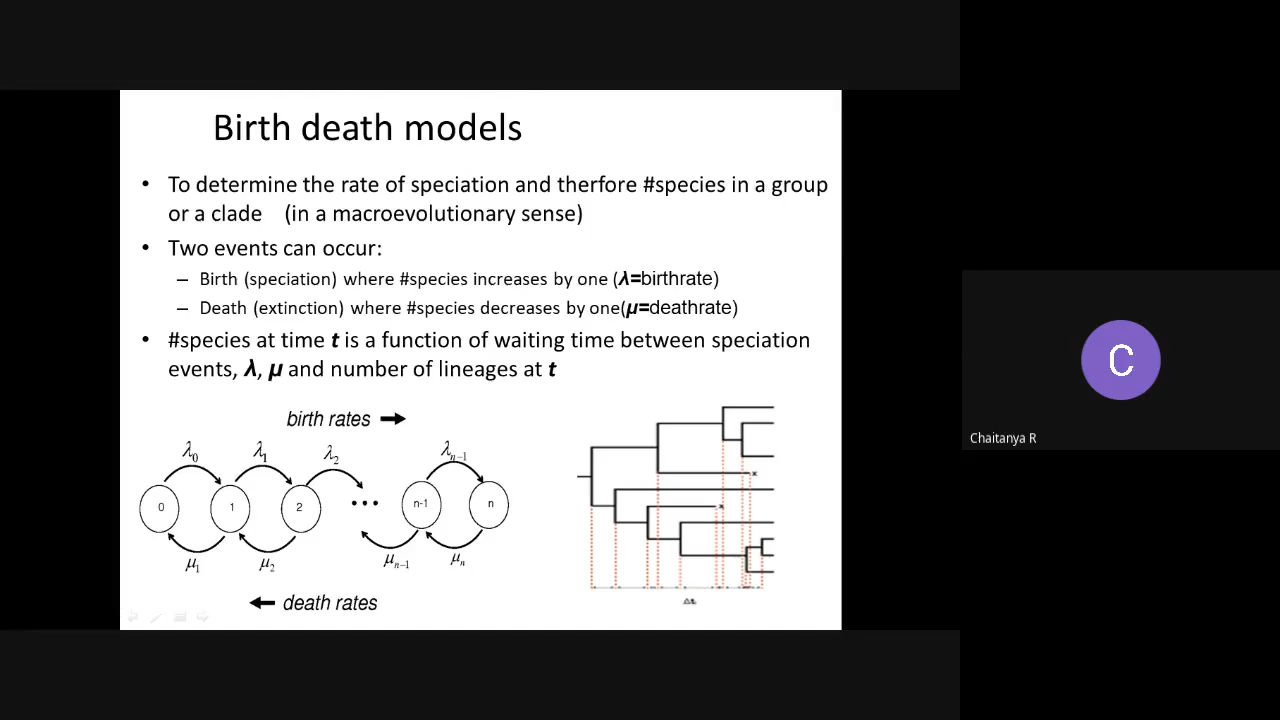 Birth death models
• To determine the rate of speciation and therfore #species in a group
or a clade (in a macroevolutionary sense)
• Two events can occur:
– Birth (speciation) where #species increases by one (λ=birthrate)
– Death (extinction) where #species decreases by one(μ=deathrate)
• #species at time t is a function of waiting time between speciation
events, λ, μ and number of lineages at t
birth rates
λ0 λ1 λ2 λn−1
0 1 2 ••• n-1 n
μ1 μ2 μn−1 μn
death rates
x
x
Δt
C
Chaitanya R